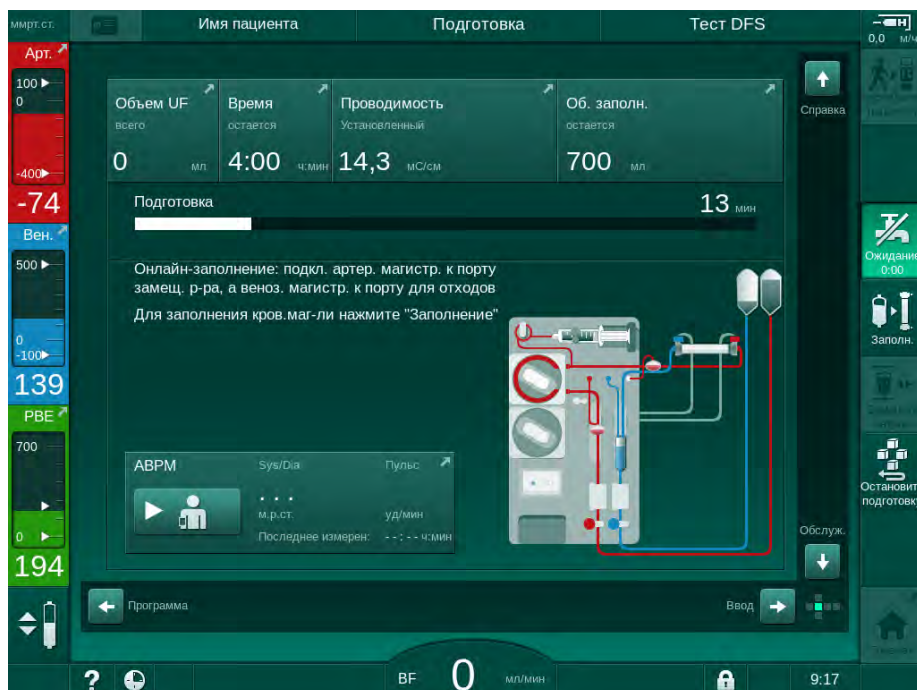 ммрт.ст.
Имя пациента
Подготовка
Тест DFS
0,0 м/ч
Арт.
100
0
-400
-74
Вен.
500
0
-100
139
PBE
700
0
194
Объем UF
всего
0 мл
Время
остается
4:00 ч:мин
Проводимость
Установленный
14,3 мС/см
Об. заполн.
остается
700 мл
Подготовка
13 мин
Онлайн-заполнение: подкл. артер. магистр. к порту
замещ. р-ра, а веноз. магистр. к порту для отходов
Для заполнения кров.маг-ли нажмите "Заполнение"
ABPM
Sys/Dia
Пульс
. . .
м.р.ст.
уд/мин
Последнее измерен:
--:-- ч:мин
Справка
Обслуж.
Ожидание
0:00
Заполн.
Остановит
подготовку
Программа
Ввод
?
BF 0 мл/мин
9:17